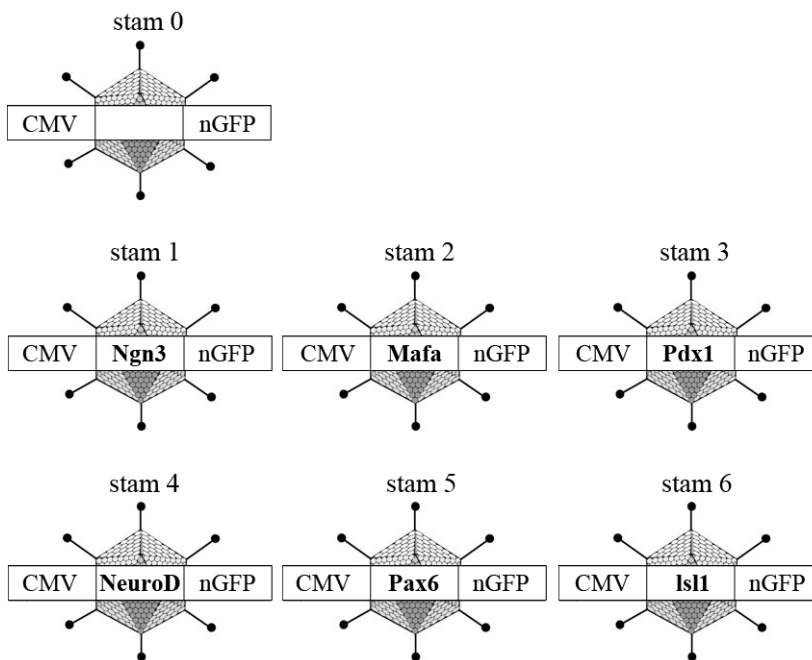 stam 0
CMV nGFP
stam 1 stam 2 stam 3
CMV Ngn3 nGFP CMV Mafa nGFP CMV Pdx1 nGFP
stam 4 stam 5 stam 6
CMV NeuroD nGFP CMV Pax6 nGFP CMV lsl1 nGFP